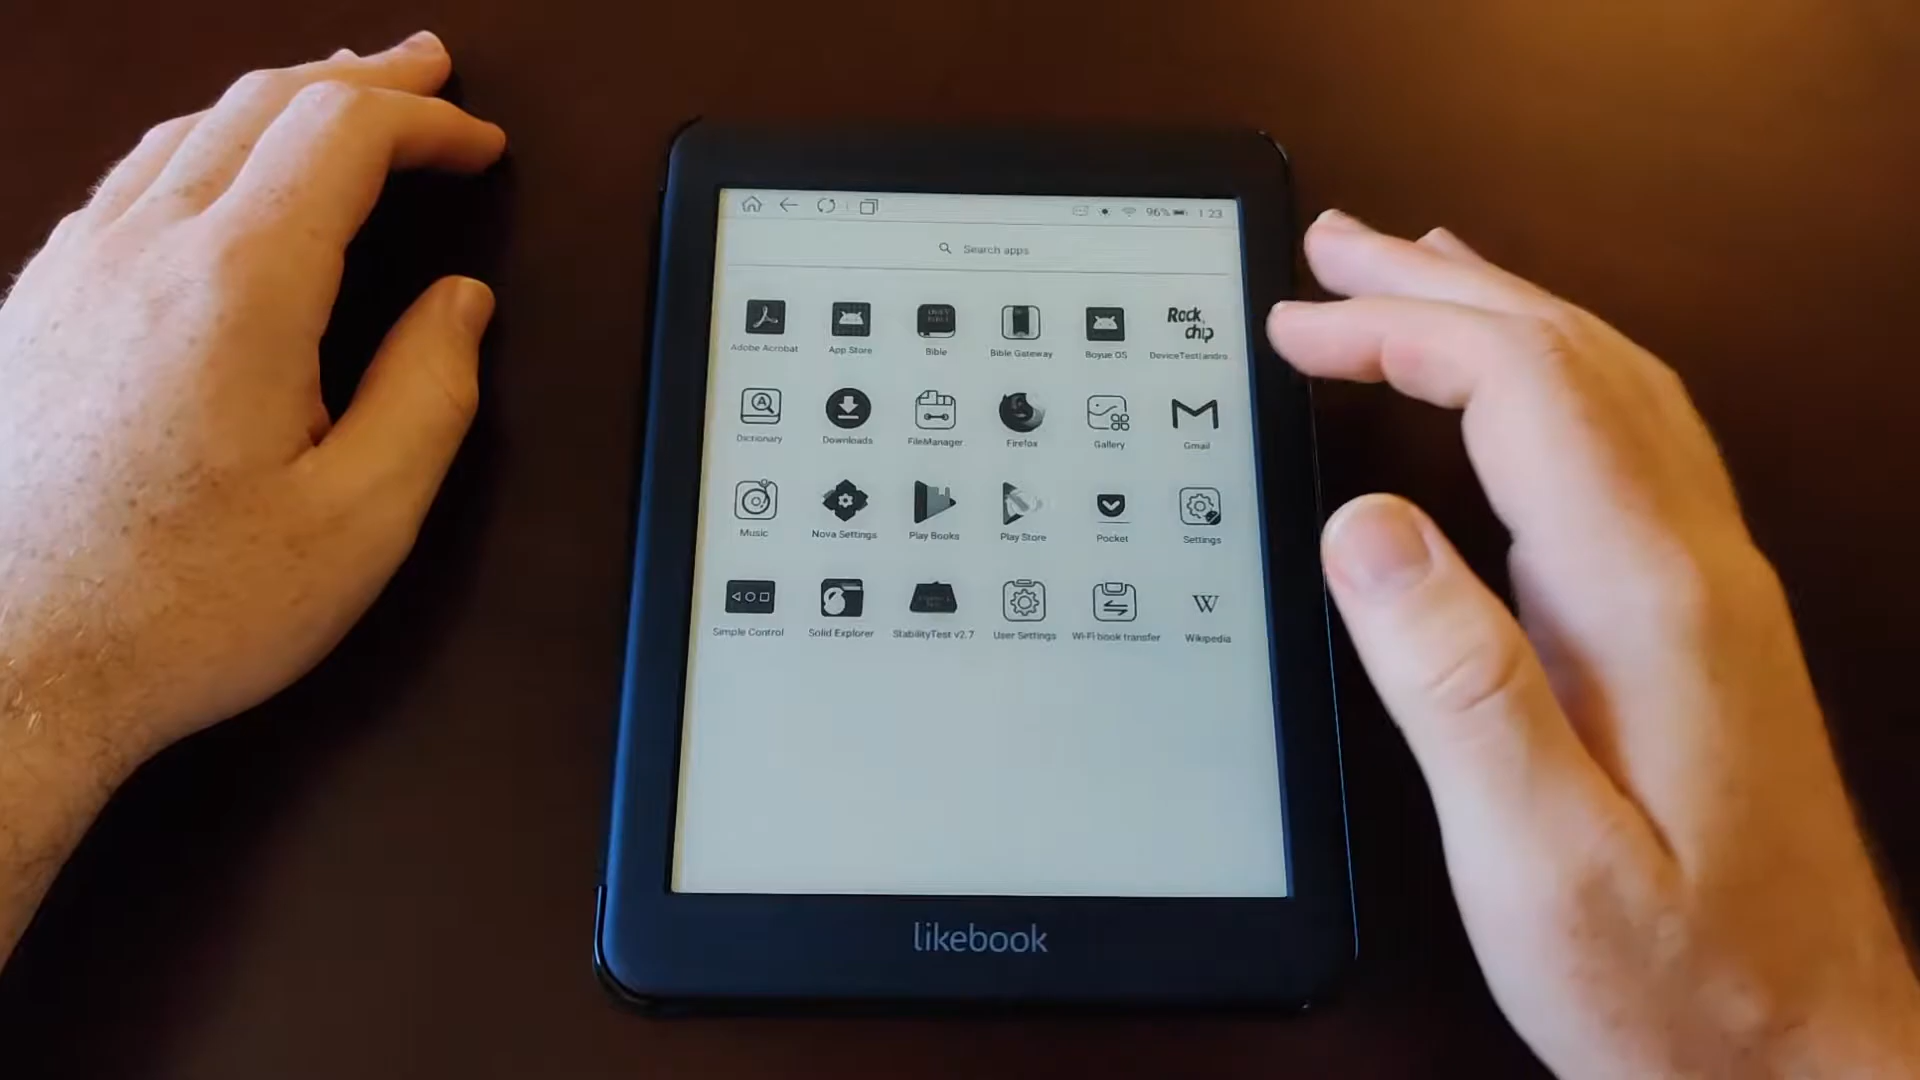 96% 1:23
Search apps
Adobe Acrobat App Store Bible Bible Gateway Boyue OS DeviceTest|andro
Rock
chip
Dictionary Downloads FileManager Firefox Gallery Gmail
Music Nova Settings Play Books Play Store Pocket Settings
Simple Control Solid Explorer StabilityTest v2.7 User Settings Wi-Fi book transfer Wikipedia
W
likebook